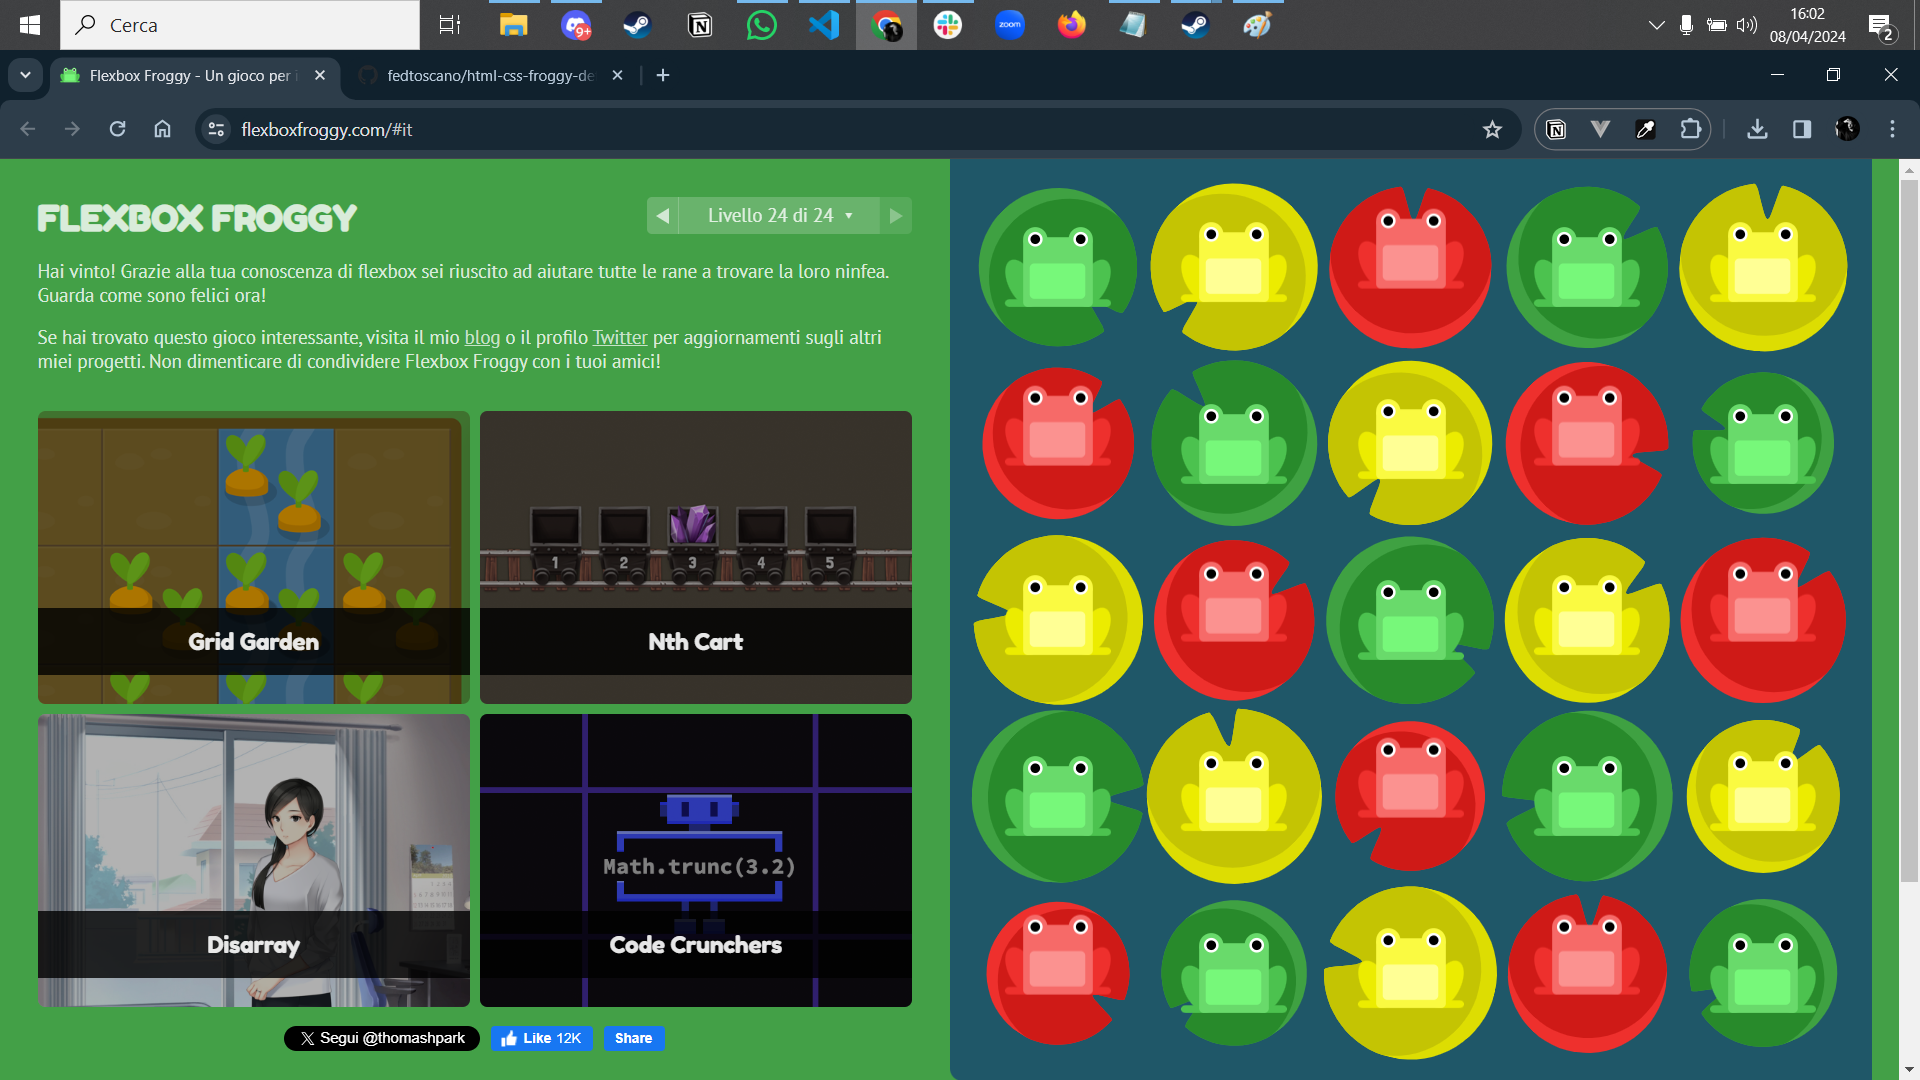 Cerca
9+
zoom
16:02
08/04/2024
2
Flexbox Froggy - Un gioco per i
fedtoscano/html-css-froggy-de
flexboxfroggy.com/#it
FLEXBOX FROGGY
Livello 24 di 24
Hai vinto! Grazie alla tua conoscenza di flexbox sei riuscito ad aiutare tutte le rane a trovare la loro ninfea.
Guarda come sono felici ora!
Se hai trovato questo gioco interessante, visita il mio blog o il profilo Twitter per aggiornamenti sugli altri
miei progetti. Non dimenticare di condividere Flexbox Froggy con i tuoi amici!
1 2 3 4 5
Grid Garden
Nth Cart
Math.trunc(3.2)
Disarray
Code Crunchers
Segui @thomashpark
Like 12K
Share